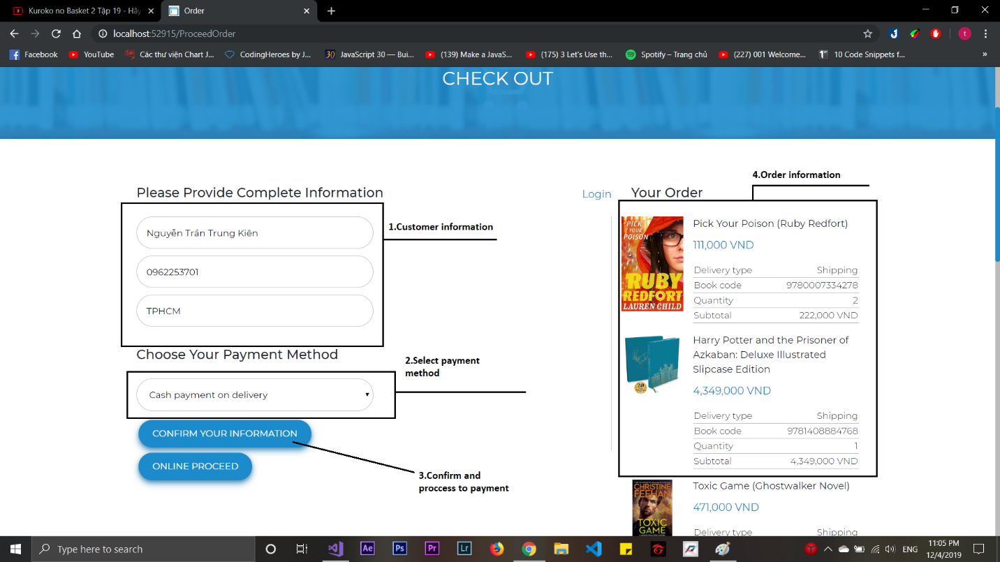 Kuroko no Basket 2 Tập 19 - Hãy
Order
localhost:52915/ProceedOrder
t
Facebook
YouTube
Các thư viện Chart J...
CodingHeroes by J...
30
JavaScript 30 — Bui...
(139) Make a JavaS...
(175) 3 Let's Use th...
Spotify – Trang chủ
(227) 001 Welcome...
10 Code Snippets f...
»
CHECK OUT
Please Provide Complete Information
Nguyễn Trần Trung Kiên
0962253701
TPHCM
1.Customer information
Choose Your Payment Method
Cash payment on delivery
2.Select payment
method
CONFIRM YOUR INFORMATION
ONLINE PROCEED
3.Confirm and
proccess to payment
Login
4.Order information
Your Order
PICK
YOUR
POISON
RUBY
REDFORT
LAUREN CHILD
Pick Your Poison (Ruby Redfort)
111,000 VND
Delivery type Shipping
Book code 9780007334278
Quantity 2
Subtotal 222,000 VND
Harry Potter and the Prisoner of
Azkaban: Deluxe Illustrated
Slipcase Edition
4,349,000 VND
Delivery type Shipping
Book code 9781408884768
Quantity 1
Subtotal 4,349,000 VND
CHRISTINE
FEEHAN
TOXIC
GAME
Toxic Game (Ghostwalker Novel)
471,000 VND
Delivery type Shipping
Type here to search
Ae
Ps
Pr
Lr
ENG
11:05 PM
12/4/2019